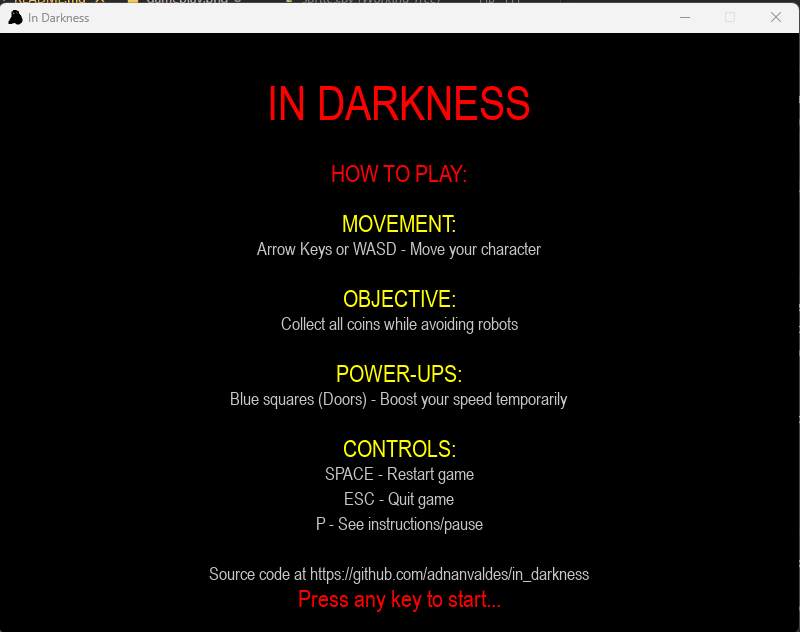 In Darkness
IN DARKNESS
HOW TO PLAY:
MOVEMENT:
Arrow Keys or WASD - Move your character
OBJECTIVE:
Collect all coins while avoiding robots
POWER-UPS:
Blue squares (Doors) - Boost your speed temporarily
CONTROLS:
SPACE - Restart game
ESC - Quit game
P - See instructions/pause
Source code at https://github.com/adnanvaldes/in_darkness
Press any key to start...